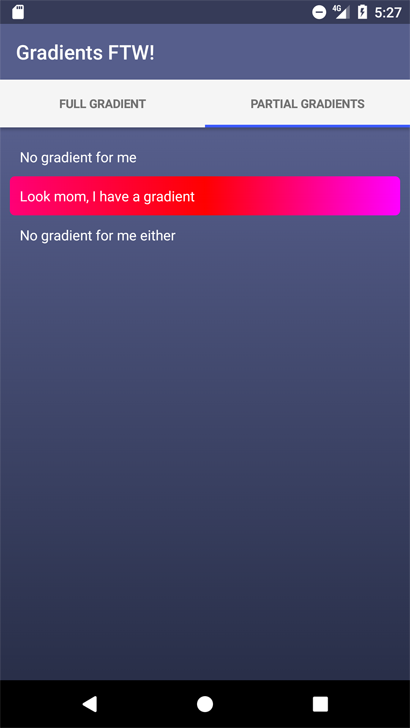 4G 5:27
Gradients FTW!
FULL GRADIENT PARTIAL GRADIENTS
No gradient for me
Look mom, I have a gradient
No gradient for me either